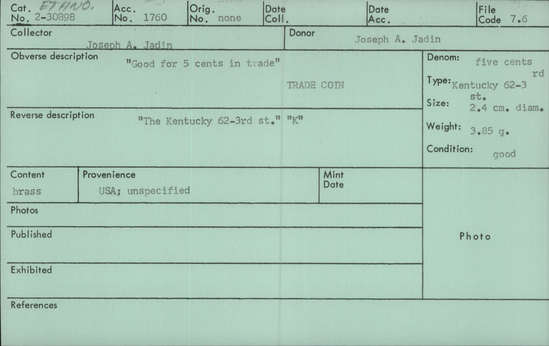 Cat. ETHNO. No. 2-30898 Acc. No. 1760 Orig. No. none Date Coll. Date Acc. File Code 7.6
Collector Joseph A. Jadin Donor Joseph A. Jadin
Obverse description "Good for 5 cents in trade"
TRADE COIN
Denom: five cents
Type: Kentucky 62-3rd st.
Size: 2.4 cm. diam.
Reverse description "The Kentucky 62-3rd st." "K"
Weight: 3.85 g.
Condition: good
Content brass Provenience USA; unspecified Mint Date
Photos
Published
Photo
Exhibited
References